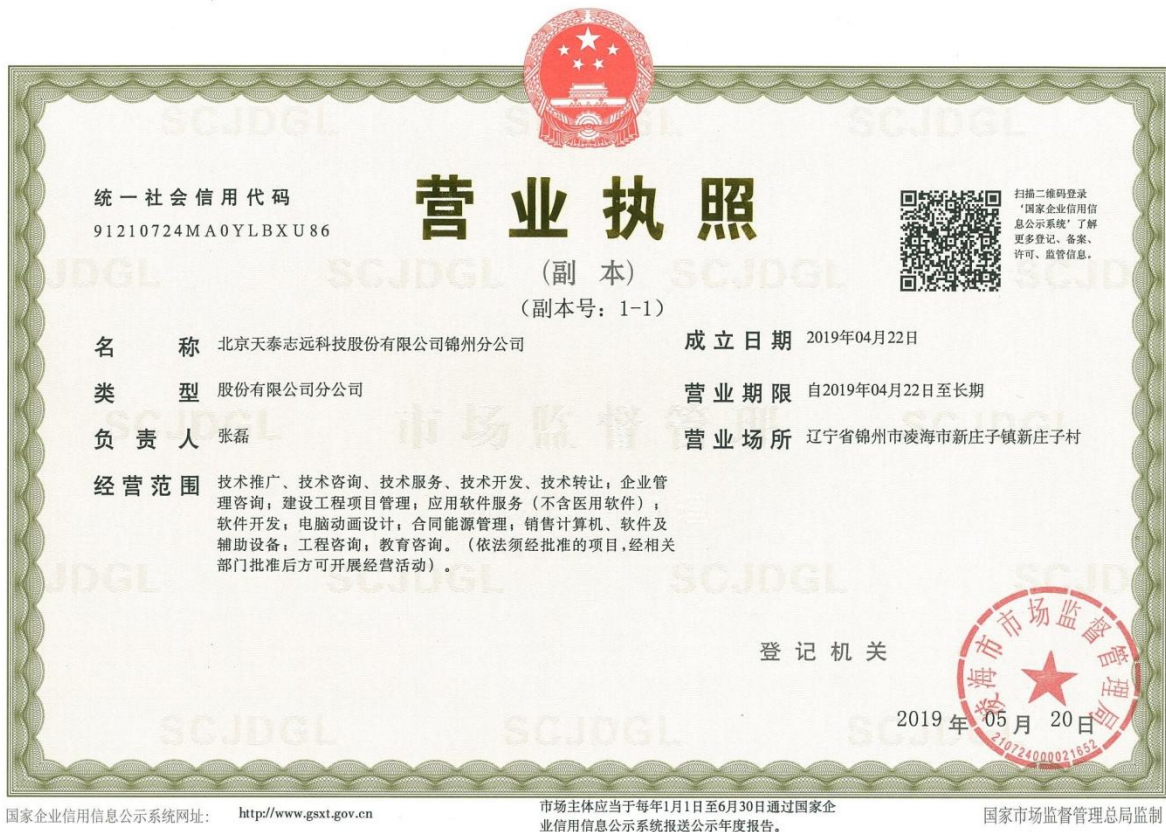 统一社会信用代码
91210724MA0YLBXU86
营业执照
(副 本)
(副本号: 1-1)
扫描二维码登录
‘国家企业信用信
息公示系统’了解
更多登记、备案、
许可、监管信息。
名 称 北京天泰志远科技股份有限公司锦州分公司
类 型 股份有限公司分公司
负 责 人 张磊
经 营 范 围 技术推广、技术咨询、技术服务、技术开发、技术转让；企业管
理咨询；建设工程项目管理；应用软件服务（不含医用软件）；
软件开发；电脑动画设计；合同能源管理；销售计算机、软件及
辅助设备；工程咨询；教育咨询。（依法须经批准的项目,经相关
部门批准后方可开展经营活动）。
成 立 日 期 2019年04月22日
营 业 期 限 自2019年04月22日至长期
营 业 场 所 辽宁省锦州市凌海市新庄子镇新庄子村
登 记 机 关
凌海市市场监督管理局
210724000021652
2019 年 05 月 20 日
SCJDGL
市场监督管理
国家企业信用信息公示系统网址:
http://www.gsxt.gov.cn
市场主体应当于每年1月1日至6月30日通过国家企
业信用信息公示系统报送公示年度报告。
国家市场监督管理总局监制